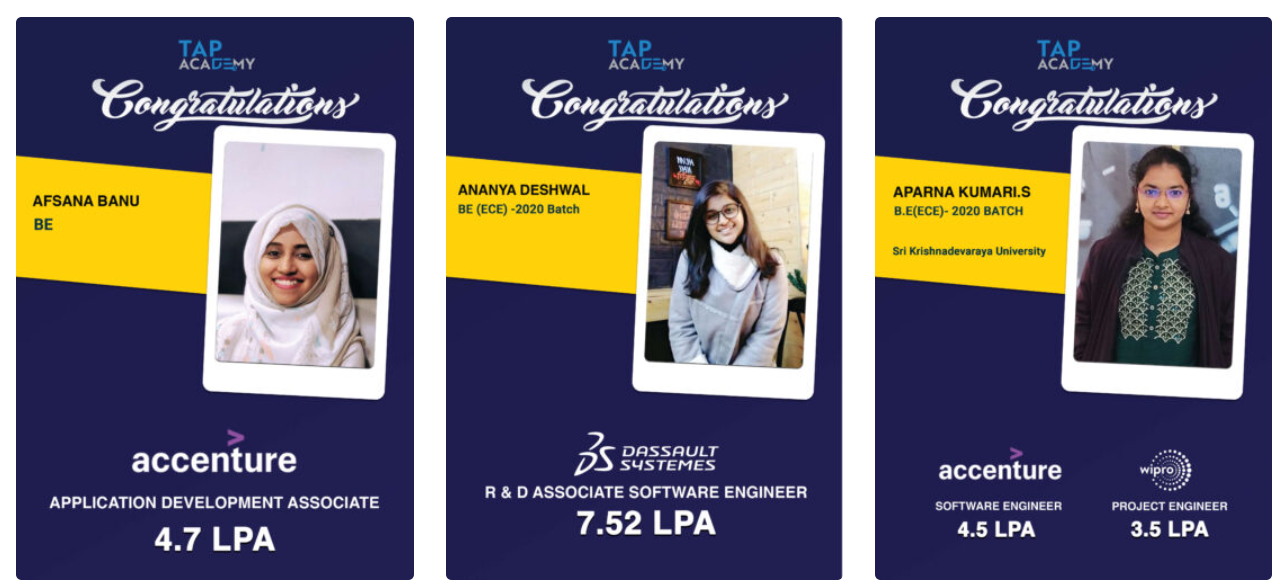 TAP
ACADEMY
Congratulations
AFSANA BANU
BE
accenture
APPLICATION DEVELOPMENT ASSOCIATE
4.7 LPA
TAP
ACADEMY
Congratulations
ANANYA DESHWAL
BE (ECE) -2020 Batch
DS DASSAULT
SYSTEMES
R & D ASSOCIATE SOFTWARE ENGINEER
7.52 LPA
TAP
ACADEMY
Congratulations
APARNA KUMARI.S
B.E(ECE)- 2020 BATCH
Sri Krishnadevaraya University
accenture
SOFTWARE ENGINEER
4.5 LPA
wipro
PROJECT ENGINEER
3.5 LPA